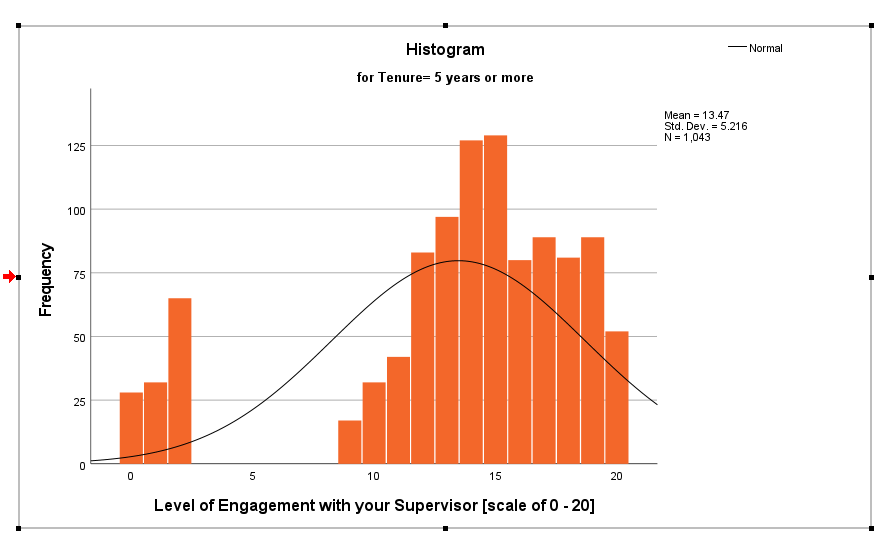 Histogram
Normal
for Tenure= 5 years or more
Mean = 13.47
Std. Dev. = 5.216
N = 1,043
125
100
75
50
25
0
Frequency
0 5 10 15 20
Level of Engagement with your Supervisor [scale of 0 - 20]